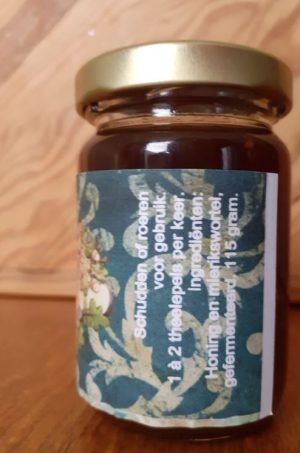 Schudden of roeren
voor gebruik.
1 à 2 theelepels per keer.
Ingrediënten:
Honing en mierikswortel,
gefermenteerd. 115 gram.